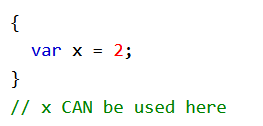 {
  var x = 2;
}
// x CAN be used here